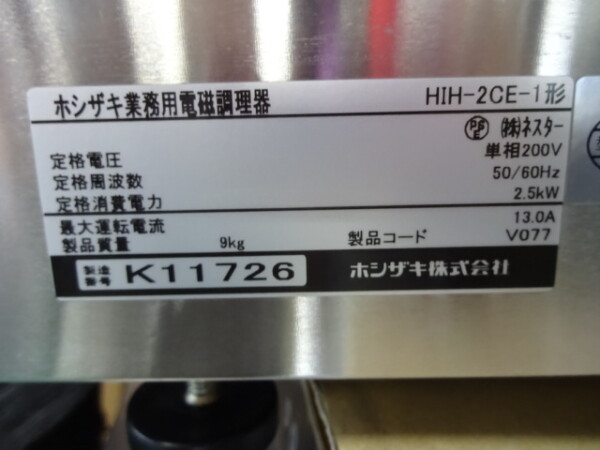 ホシザキ業務用電磁調理器 HIH-2CE-1形
PSE ㈱ネスター
定格電圧 単相200V
定格周波数 50/60Hz
定格消費電力 2.5kW
最大運転電流 13.0A
製品質量 9kg 製品コード V077
製造番号 K11726 ホシザキ株式会社